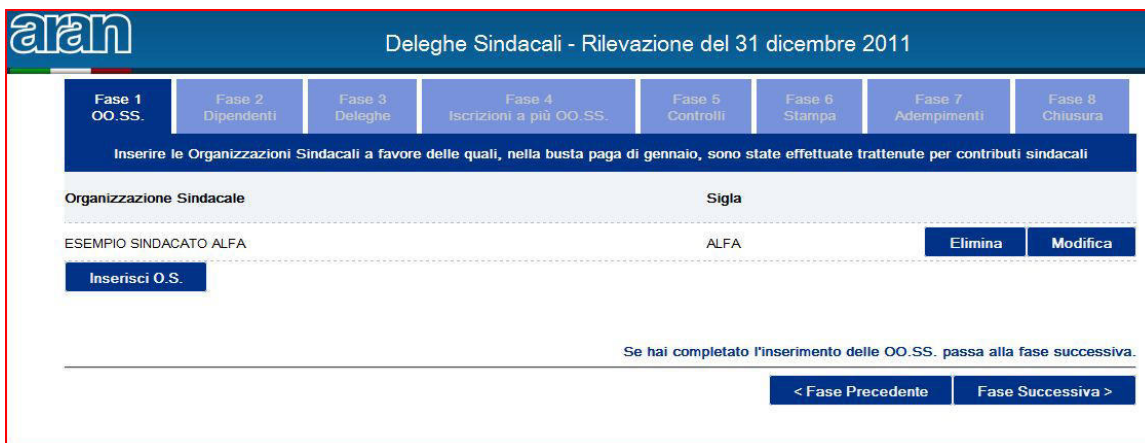 aran
Deleghe Sindacali - Rilevazione del 31 dicembre 2011
Fase 1 Fase 2 Fase 3 Fase 4 Fase 5 Fase 6 Fase 7 Fase 8
OO.SS. Dipendenti Deleghe Iscrizioni a più OO.SS. Controlli Stampa Adempimenti Chiusura
Inserire le Organizzazioni Sindacali a favore delle quali, nella busta paga di gennaio, sono state effettuate trattenute per contributi sindacali
Organizzazione Sindacale Sigla
ESEMPIO SINDACATO ALFA ALFA Elimina Modifica
Inserisci O.S.
Se hai completato l'inserimento delle OO.SS. passa alla fase successiva.
< Fase Precedente Fase Successiva >